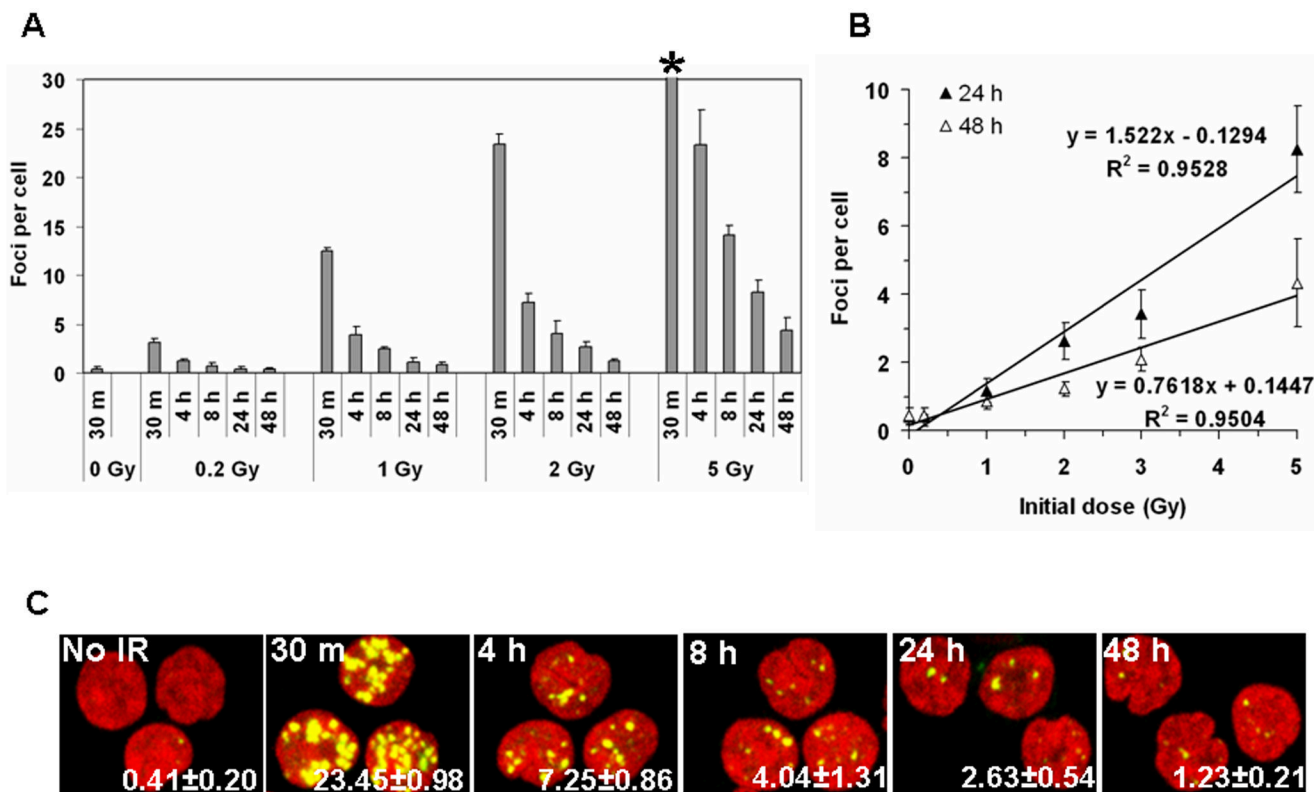 A
Foci per cell
30
25
20
15
10
5
0
*
30 m
30 m 4 h 8 h 24 h 48 h
30 m 4 h 8 h 24 h 48 h
30 m 4 h 8 h 24 h 48 h
30 m 4 h 8 h 24 h 48 h
0 Gy 0.2 Gy 1 Gy 2 Gy 5 Gy
B
Foci per cell
10
8
6
4
2
0
▲ 24 h
△ 48 h
y = 1.522x - 0.1294
R² = 0.9528
y = 0.7618x + 0.1447
R² = 0.9504
0 1 2 3 4 5
Initial dose (Gy)
C
No IR
0.41±0.20
30 m
23.45±0.98
4 h
7.25±0.86
8 h
4.04±1.31
24 h
2.63±0.54
48 h
1.23±0.21